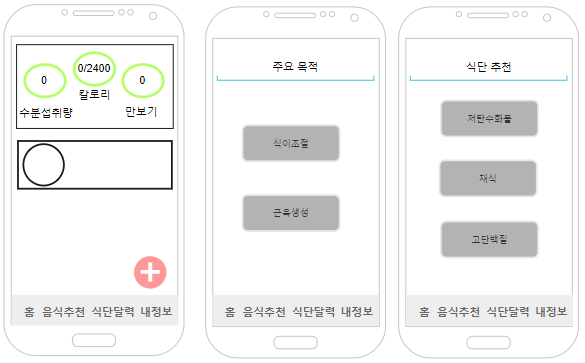 0
0/2400
0
수분섭취량
칼로리
만보기
홈 음식추천 식단달력 내정보
주요 목적
식이조절
근육생성
홈 음식추천 식단달력 내정보
식단 추천
저탄수화물
채식
고단백질
홈 음식추천 식단달력 내정보